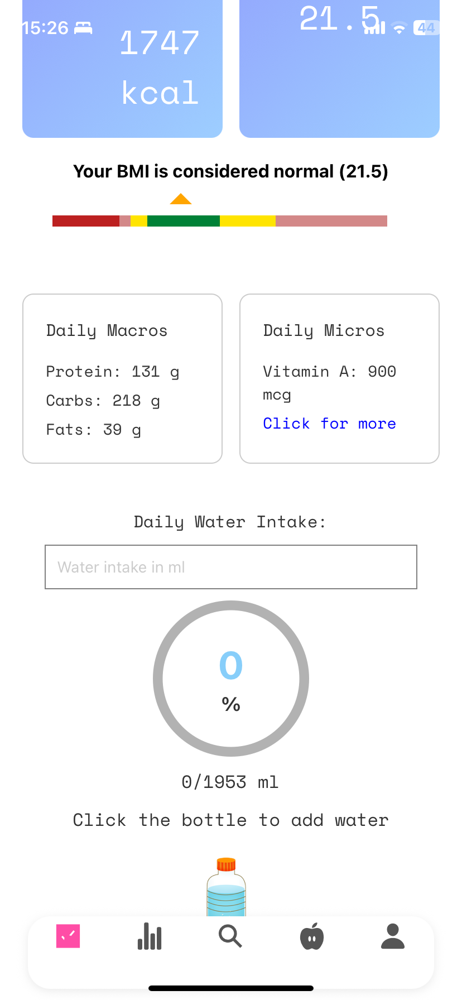 15:26
44
1747
kcal
21.5
Your BMI is considered normal (21.5)
Daily Macros
Protein: 131 g
Carbs: 218 g
Fats: 39 g
Daily Micros
Vitamin A: 900
mcg
Click for more
Daily Water Intake:
Water intake in ml
0
%
0/1953 ml
Click the bottle to add water